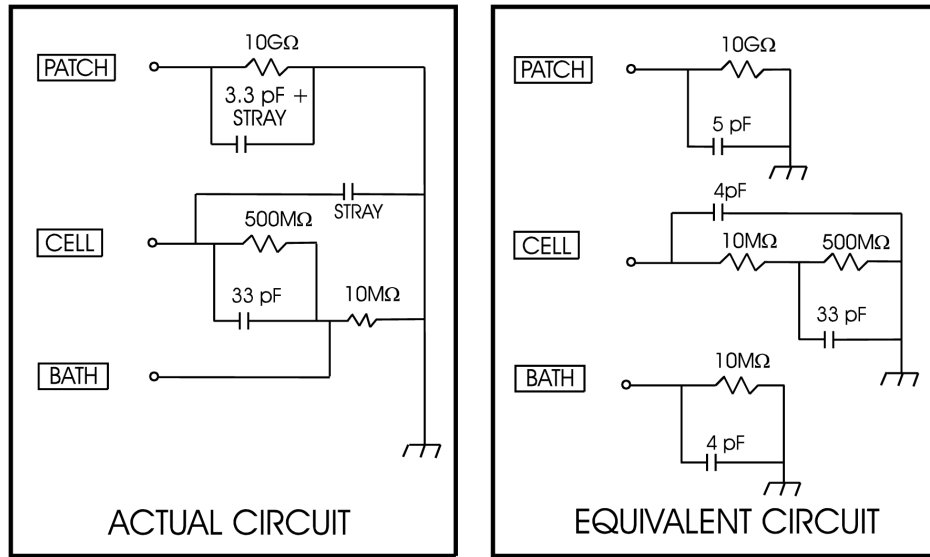 10GΩ
PATCH
3.3 pF +
STRAY
STRAY
500MΩ
CELL
33 pF
10MΩ
BATH
ACTUAL CIRCUIT
10GΩ
PATCH
5 pF
4pF
CELL
10MΩ
500MΩ
33 pF
10MΩ
BATH
4 pF
EQUIVALENT CIRCUIT